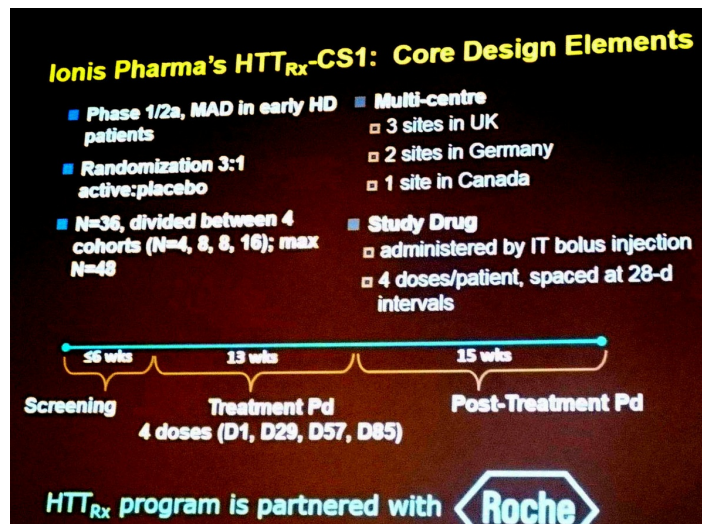 Ionis Pharma's HTTRx-CS1: Core Design Elements
Phase 1/2a, MAD in early HD
patients
Randomization 3:1
active:placebo
N=36, divided between 4
cohorts (N=4, 8, 8, 16); max
N=48
Multi-centre
3 sites in UK
2 sites in Germany
1 site in Canada
Study Drug
administered by IT bolus injection
4 doses/patient, spaced at 28-d
intervals
≤6 wks
13 wks
15 wks
Screening
Treatment Pd
Post-Treatment Pd
4 doses (D1, D29, D57, D85)
HTTRx program is partnered with Roche